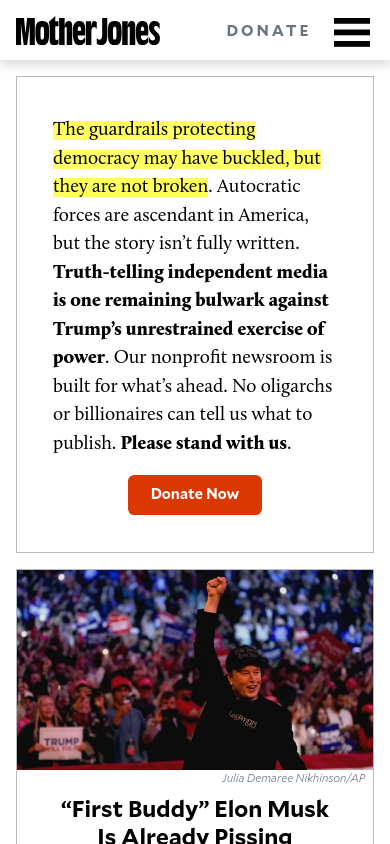 Mother Jones
DONATE
The guardrails protecting
democracy may have buckled, but
they are not broken. Autocratic
forces are ascendant in America,
but the story isn’t fully written.
Truth-telling independent media
is one remaining bulwark against
Trump’s unrestrained exercise of
power. Our nonprofit newsroom is
built for what’s ahead. No oligarchs
or billionaires can tell us what to
publish. Please stand with us.
Donate Now
TRUMP
Julia Demaree Nikhinson/AP
“First Buddy” Elon Musk
Is Already Pissing